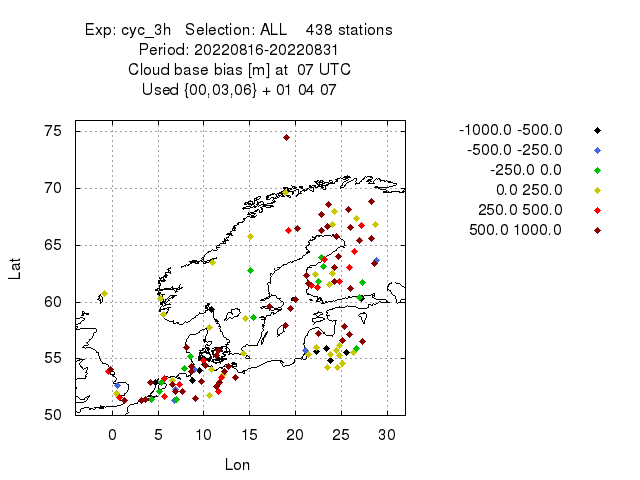 Exp: cyc_3h   Selection: ALL    438 stations
Period: 20220816-20220831
Cloud base bias [m] at  07 UTC
Used {00,03,06} + 01 04 07
-1000.0 -500.0
-500.0 -250.0
-250.0 0.0
0.0 250.0
250.0 500.0
500.0 1000.0
Lat
75
70
65
60
55
50
0 5 10 15 20 25 30
Lon